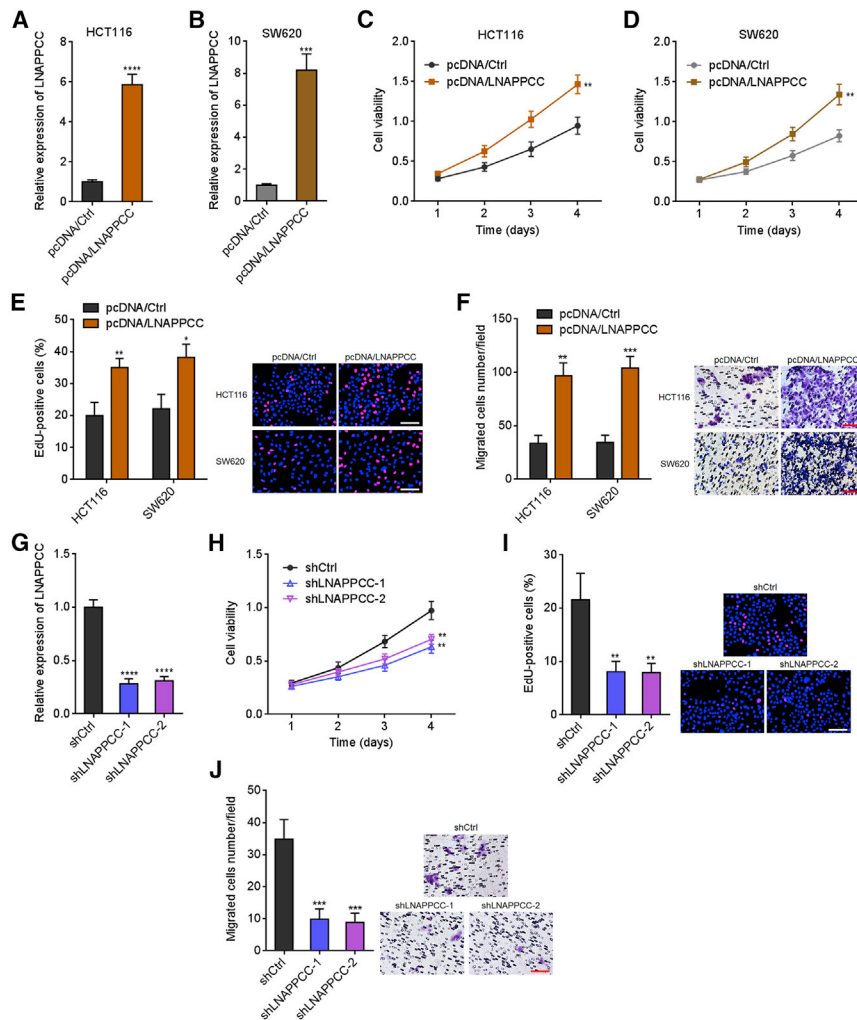 A
HCT116
Relative expression of LNAPPCC
8
6
4
2
0
****
pcDNA/Ctrl
pcDNA/LNAPPCC
B
SW620
Relative expression of LNAPPCC
10
8
6
4
2
0
***
pcDNA/Ctrl
pcDNA/LNAPPCC
C
HCT116
pcDNA/Ctrl
pcDNA/LNAPPCC
Cell viability
2.0
1.5
1.0
0.5
0.0
**
1 2 3 4
Time (days)
D
SW620
pcDNA/Ctrl
pcDNA/LNAPPCC
Cell viability
2.0
1.5
1.0
0.5
0.0
**
1 2 3 4
Time (days)
E
pcDNA/Ctrl
pcDNA/LNAPPCC
EdU-positive cells (%)
50
40
30
20
10
0
** *
HCT116
SW620
pcDNA/Ctrl pcDNA/LNAPPCC
HCT116
SW620
F
pcDNA/Ctrl
pcDNA/LNAPPCC
Migrated cells number/field
150
100
50
0
** ***
HCT116
SW620
pcDNA/Ctrl pcDNA/LNAPPCC
HCT116
SW620
G
Relative expression of LNAPPCC
1.5
1.0
0.5
0.0
**** ****
shCtrl
shLNAPPCC-1
shLNAPPCC-2
H
shCtrl
shLNAPPCC-1
shLNAPPCC-2
Cell viability
1.5
1.0
0.5
0.0
**
**
1 2 3 4
Time (days)
I
EdU-positive cells (%)
30
20
10
0
** **
shCtrl
shLNAPPCC-1
shLNAPPCC-2
shCtrl
shLNAPPCC-1 shLNAPPCC-2
J
Migrated cells number/field
50
40
30
20
10
0
*** ***
shCtrl
shLNAPPCC-1
shLNAPPCC-2
shCtrl
shLNAPPCC-1 shLNAPPCC-2